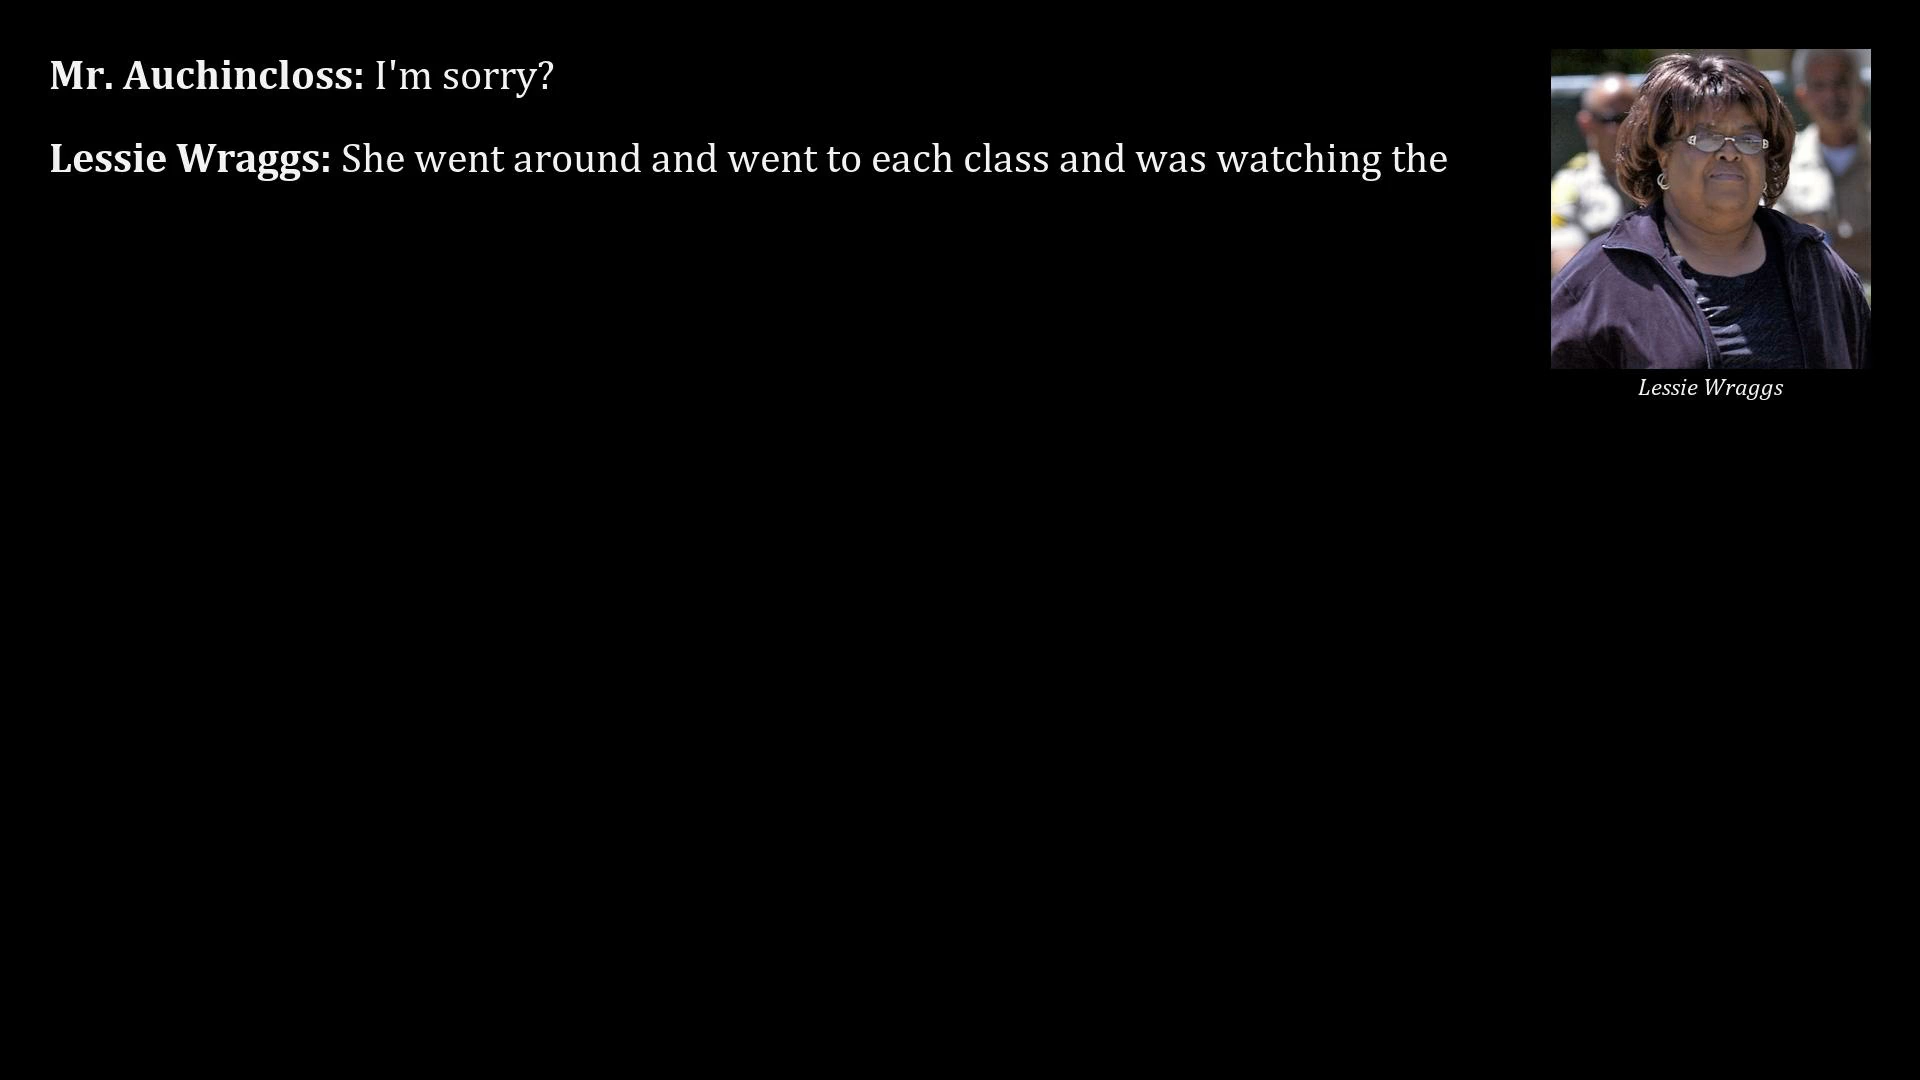 Mr. Auchincloss: I'm sorry?
Lessie Wraggs: She went around and went to each class and was watching the
Lessie Wraggs